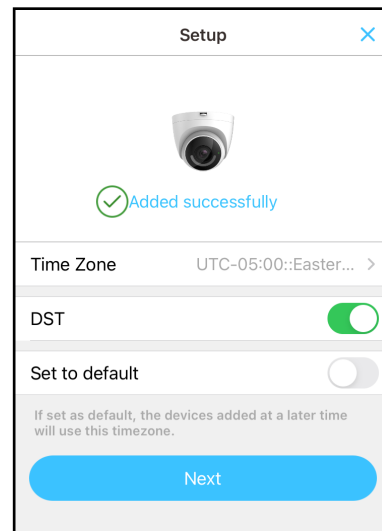 Setup
Added successfully
Time Zone UTC-05:00::Easter...
DST
Set to default
If set as default, the devices added at a later time
will use this timezone.
Next